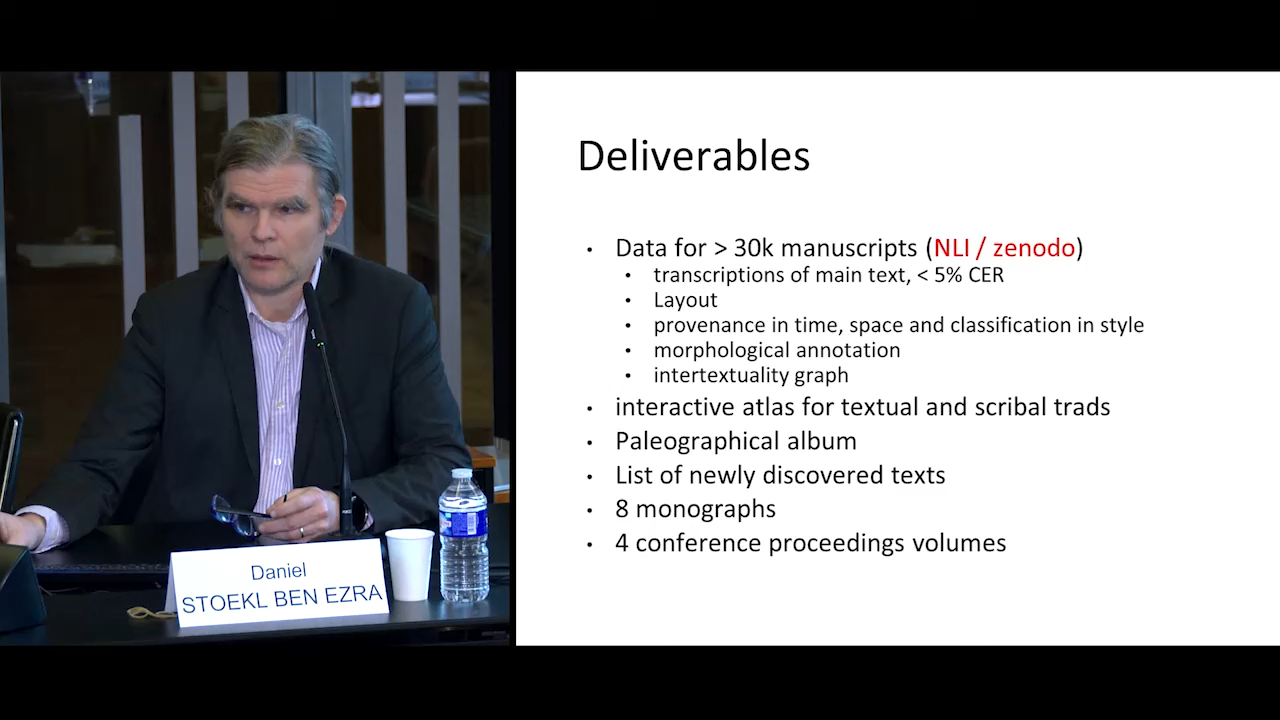 Daniel
STOEKL BEN EZRA
Deliverables
• Data for > 30k manuscripts (NLI / zenodo)
• transcriptions of main text, < 5% CER
• Layout
• provenance in time, space and classification in style
• morphological annotation
• intertextuality graph
• interactive atlas for textual and scribal trads
• Paleographical album
• List of newly discovered texts
• 8 monographs
• 4 conference proceedings volumes